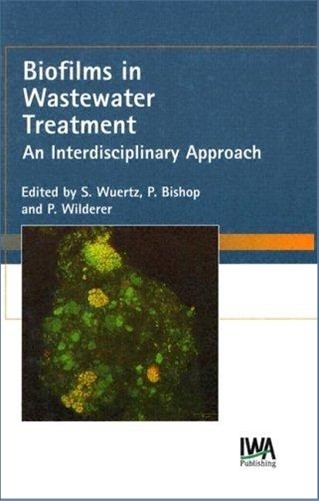 Biofilms in
Wastewater
Treatment
An Interdisciplinary Approach
Edited by S. Wuertz, P. Bishop
and P. Wilderer
IWA
Publishing